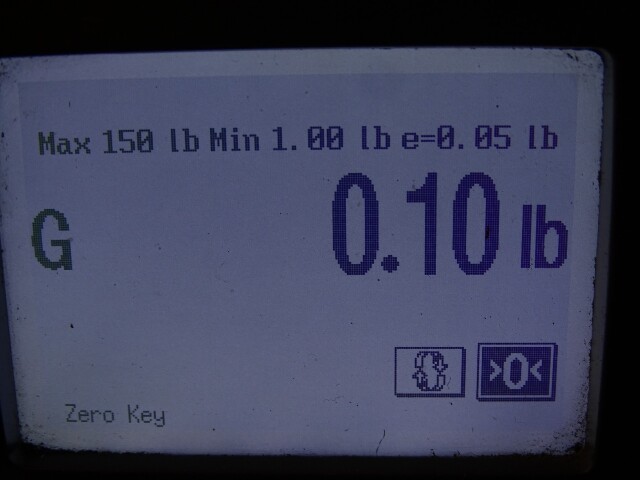 Max 150 lb Min 1.00 lb e=0.05 lb
G 0.10 lb
>0<
Zero Key